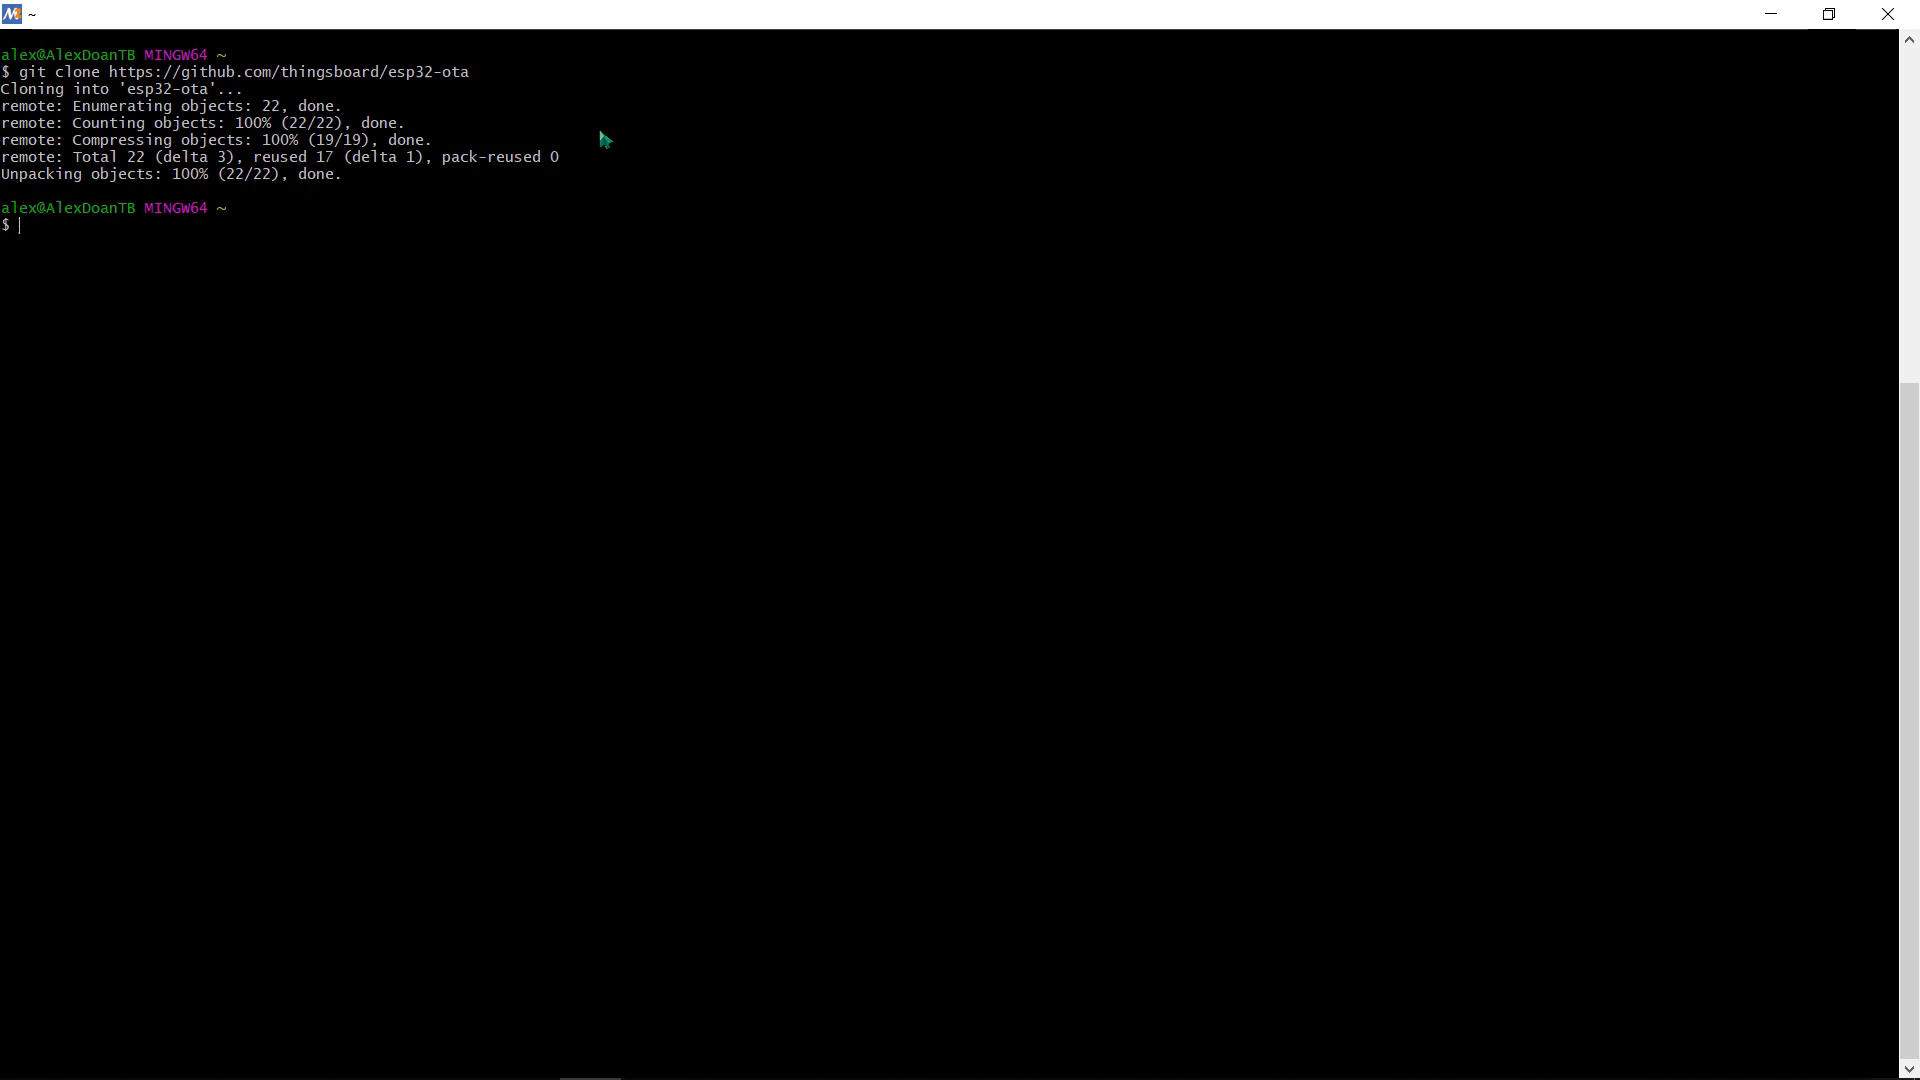 ~
alex@AlexDoanTB MINGW64 ~
$ git clone https://github.com/thingsboard/esp32-ota
Cloning into 'esp32-ota'...
remote: Enumerating objects: 22, done.
remote: Counting objects: 100% (22/22), done.
remote: Compressing objects: 100% (19/19), done.
remote: Total 22 (delta 3), reused 17 (delta 1), pack-reused 0
Unpacking objects: 100% (22/22), done.
alex@AlexDoanTB MINGW64 ~
$